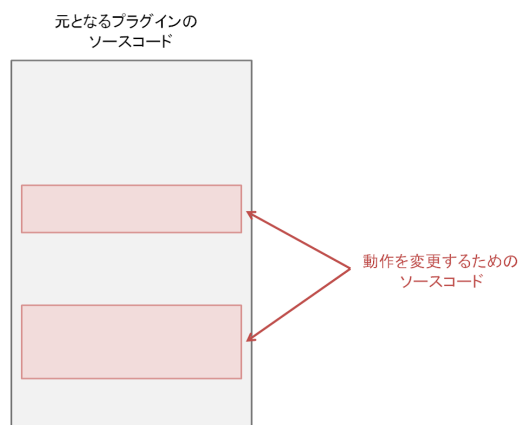 元となるプラグインの
ソースコード
動作を変更するための
ソースコード